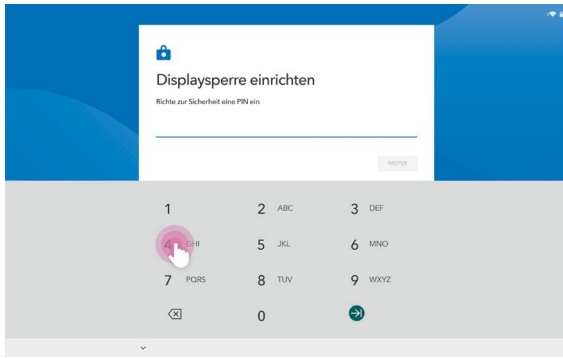 Displaysperre einrichten
Richte zur Sicherheit eine PIN ein
WEITER
1 2 ABC 3 DEF
4 GHI 5 JKL 6 MNO
7 PQRS 8 TUV 9 WXYZ
0